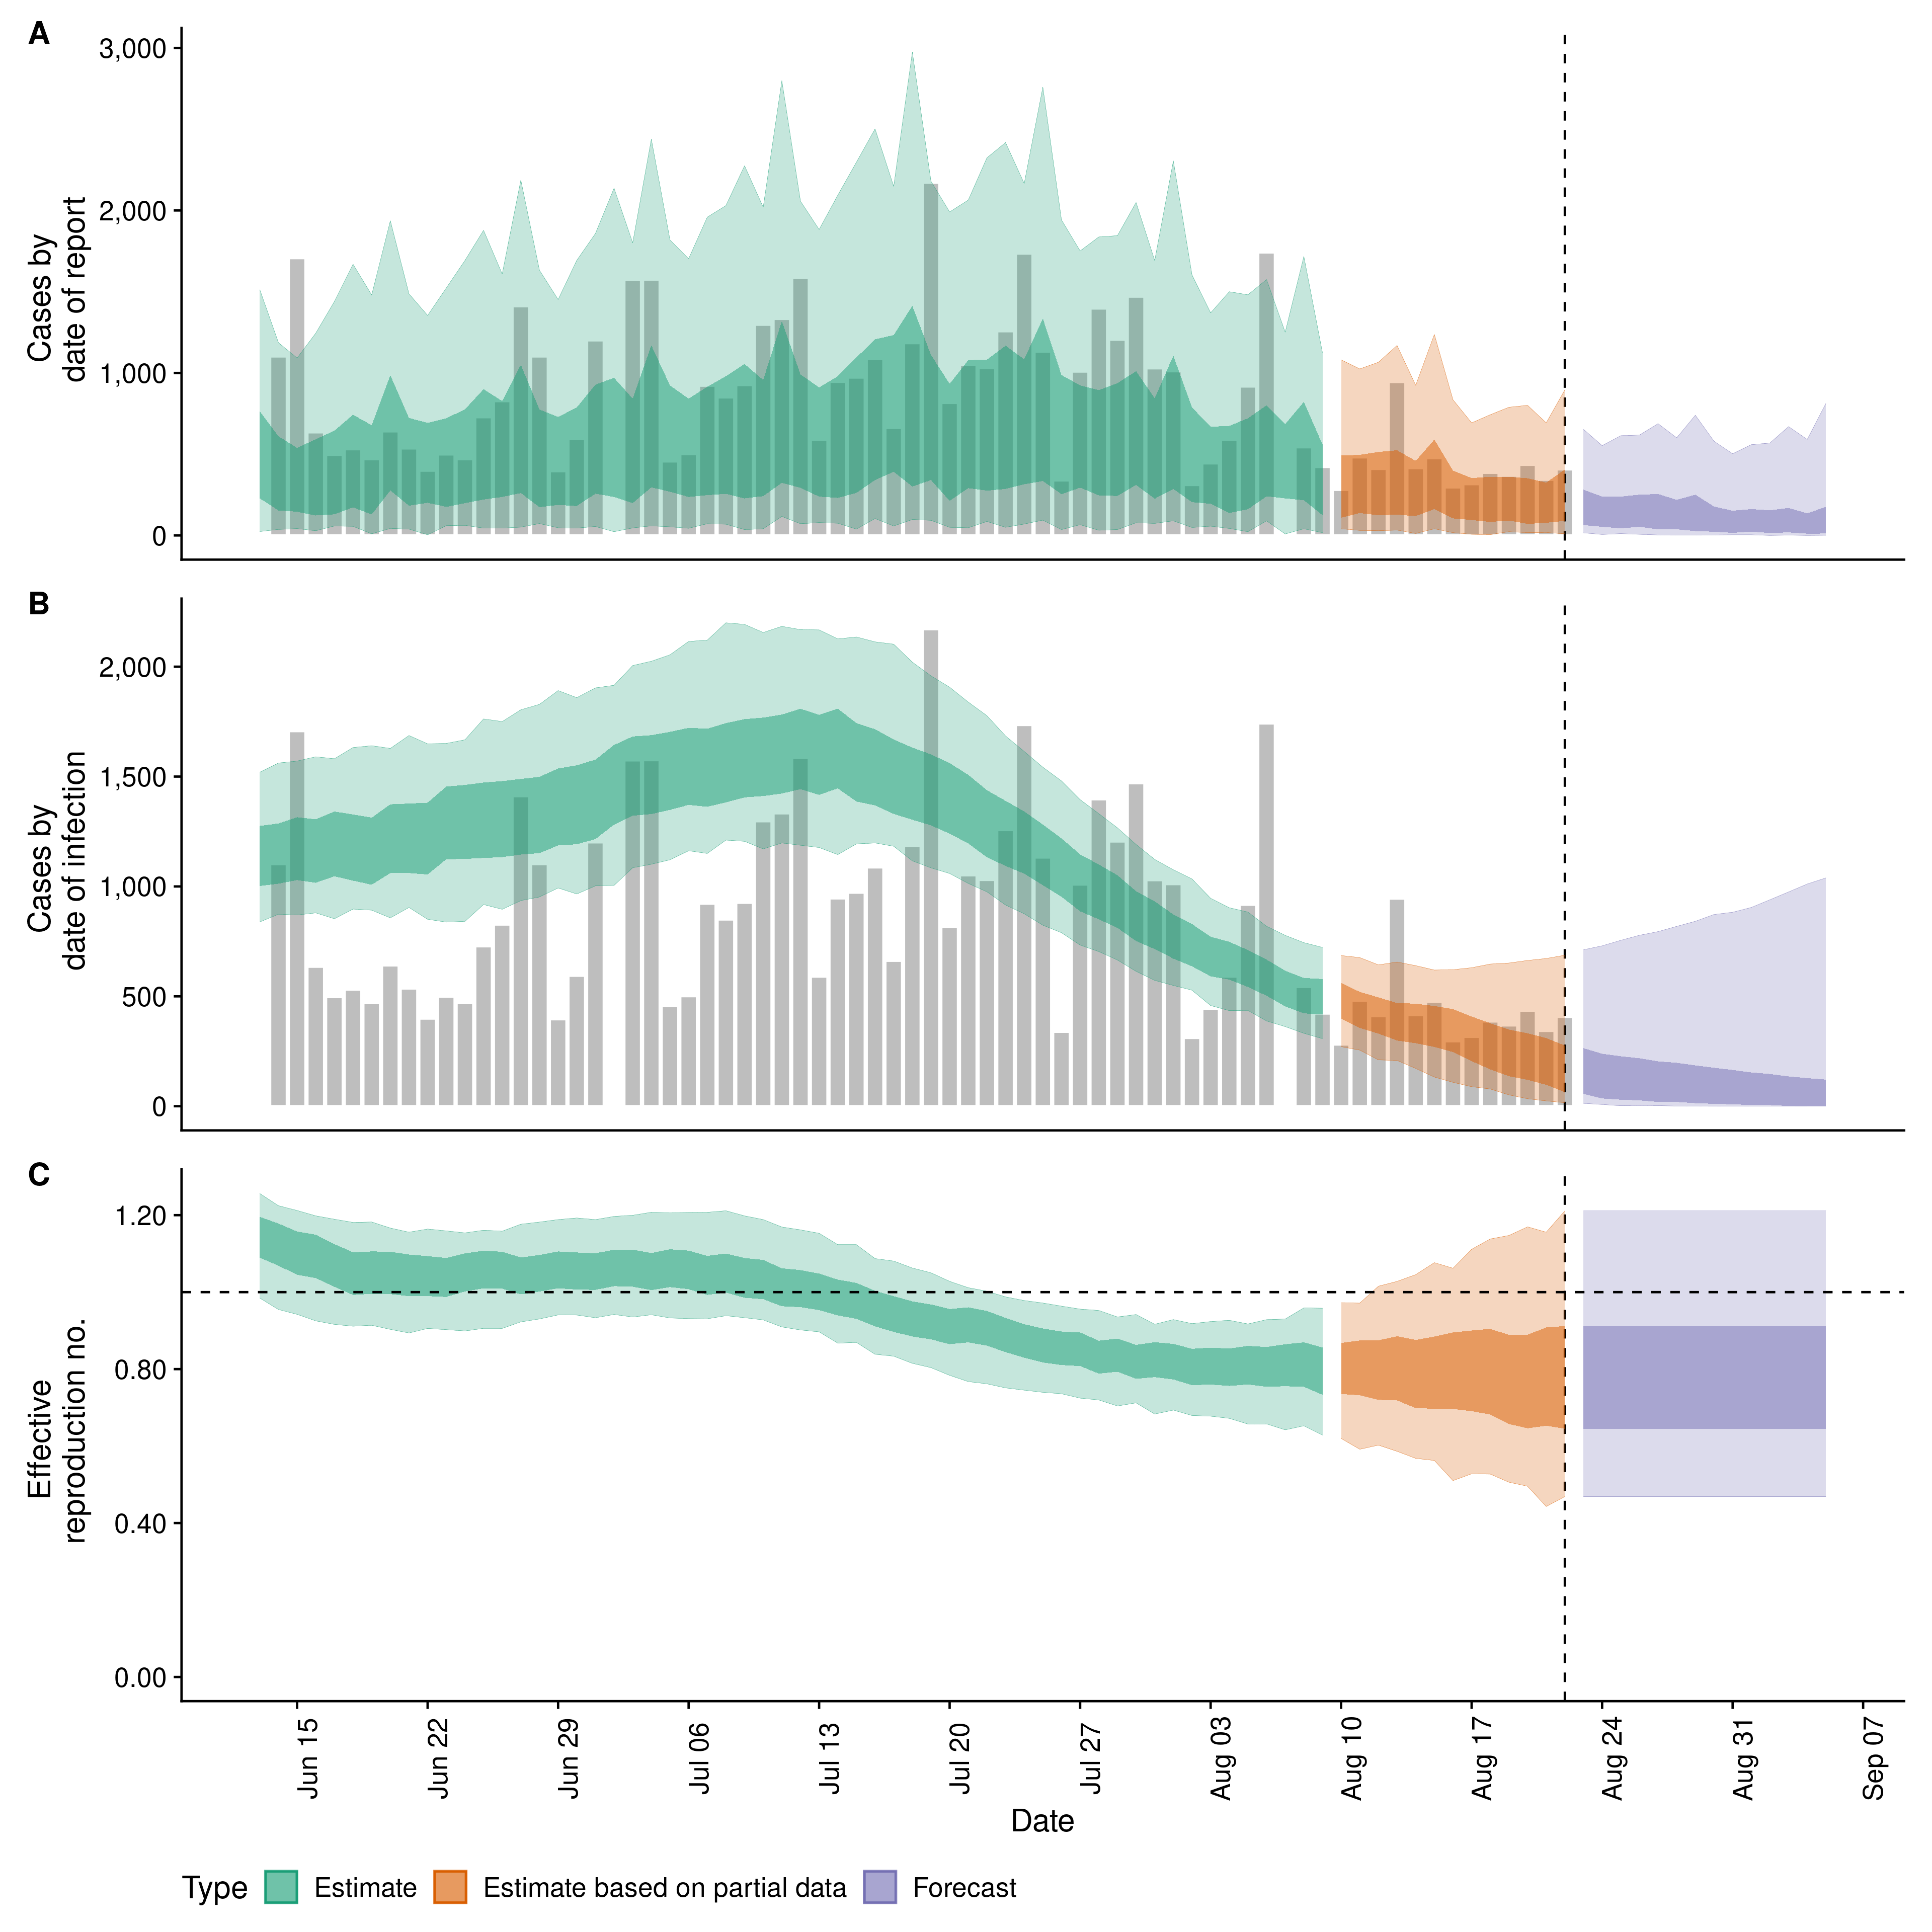 A
3,000
2,000
1,000
0
Cases by
date of report
B
2,000
1,500
1,000
500
0
Cases by
date of infection
C
1.20
0.80
0.40
0.00
Effective
reproduction no.
Jun 15
Jun 22
Jun 29
Jul 06
Jul 13
Jul 20
Jul 27
Aug 03
Aug 10
Aug 17
Aug 24
Aug 31
Sep 07
Date
Type Estimate Estimate based on partial data Forecast